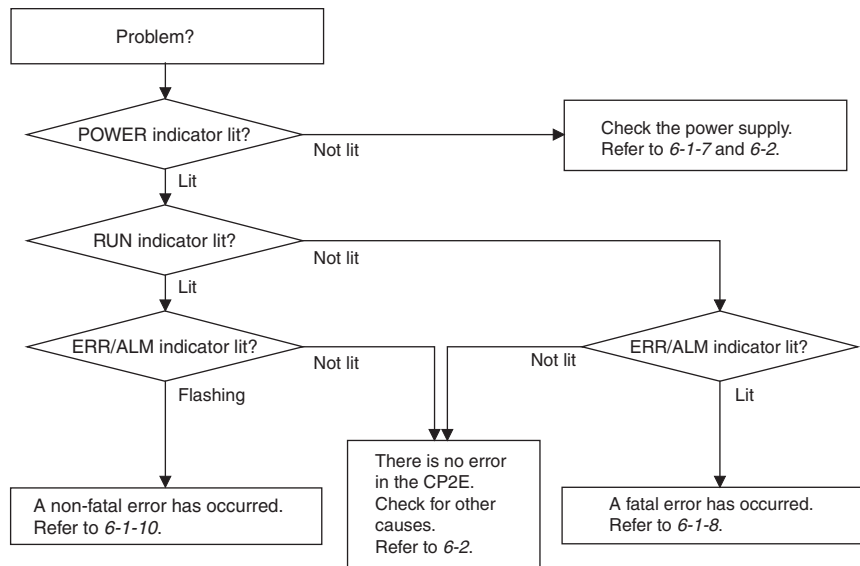 Problem?
POWER indicator lit?
Not lit
Check the power supply.
Refer to 6-1-7 and 6-2.
Lit
RUN indicator lit?
Not lit
Lit
ERR/ALM indicator lit?
Not lit
Flashing
Not lit
ERR/ALM indicator lit?
Lit
A non-fatal error has occurred.
Refer to 6-1-10.
There is no error
in the CP2E.
Check for other
causes.
Refer to 6-2.
A fatal error has occurred.
Refer to 6-1-8.